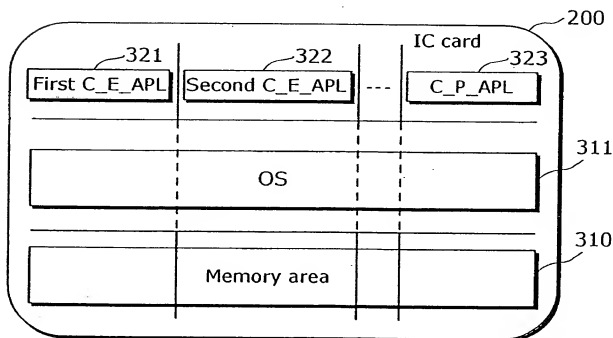 200
IC card
321 322 323
First C_E_APL Second C_E_APL --- C_P_APL
311
OS
310
Memory area